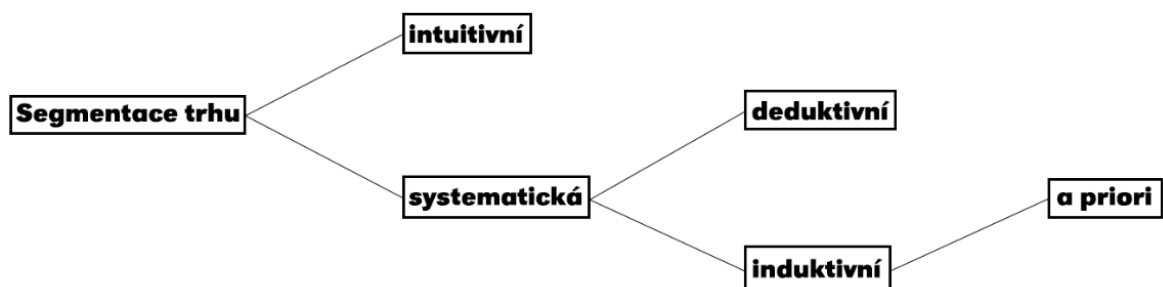 intuitivní
Segmentace trhu
deduktivní
systematická
a priori
induktivní